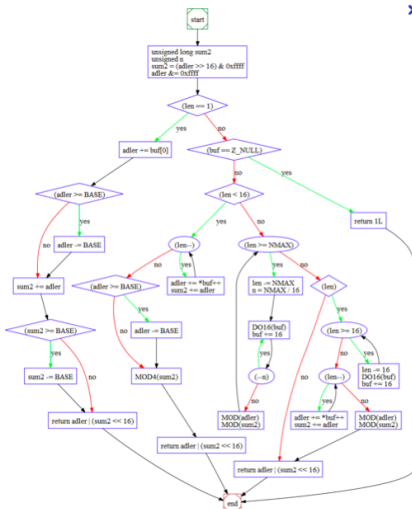 start
unsigned long sum2
unsigned n
sum2 = (adler >> 16) & 0xffff
adler &= 0xffff
(len == 1)
yes
no
adler += buf[0]
(buf == Z_NULL)
yes
no
(adler >= BASE)
(len < 16)
return 1L
yes
no
yes
no
adler -= BASE
(len--)
(len >= NMAX)
no
yes
no
yes
sum2 += adler
(adler >= BASE)
adler += *buf++
sum2 += adler
len -= NMAX
n = NMAX / 16
(len)
no
yes
yes
(sum2 >= BASE)
adler -= BASE
DO16(buf)
buf += 16
(len >= 16)
no
yes
yes
no
yes
sum2 -= BASE
MOD4(sum2)
(--n)
(len--)
len -= 16
DO16(buf)
buf += 16
no
no
yes
no
return adler | (sum2 << 16)
MOD(adler)
MOD(sum2)
adler += *buf++
sum2 += adler
MOD(adler)
MOD(sum2)
return adler | (sum2 << 16)
return adler | (sum2 << 16)
end